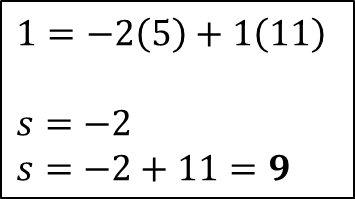 1 = −2(5) + 1(11)
s = −2
s = −2 + 11 = 9